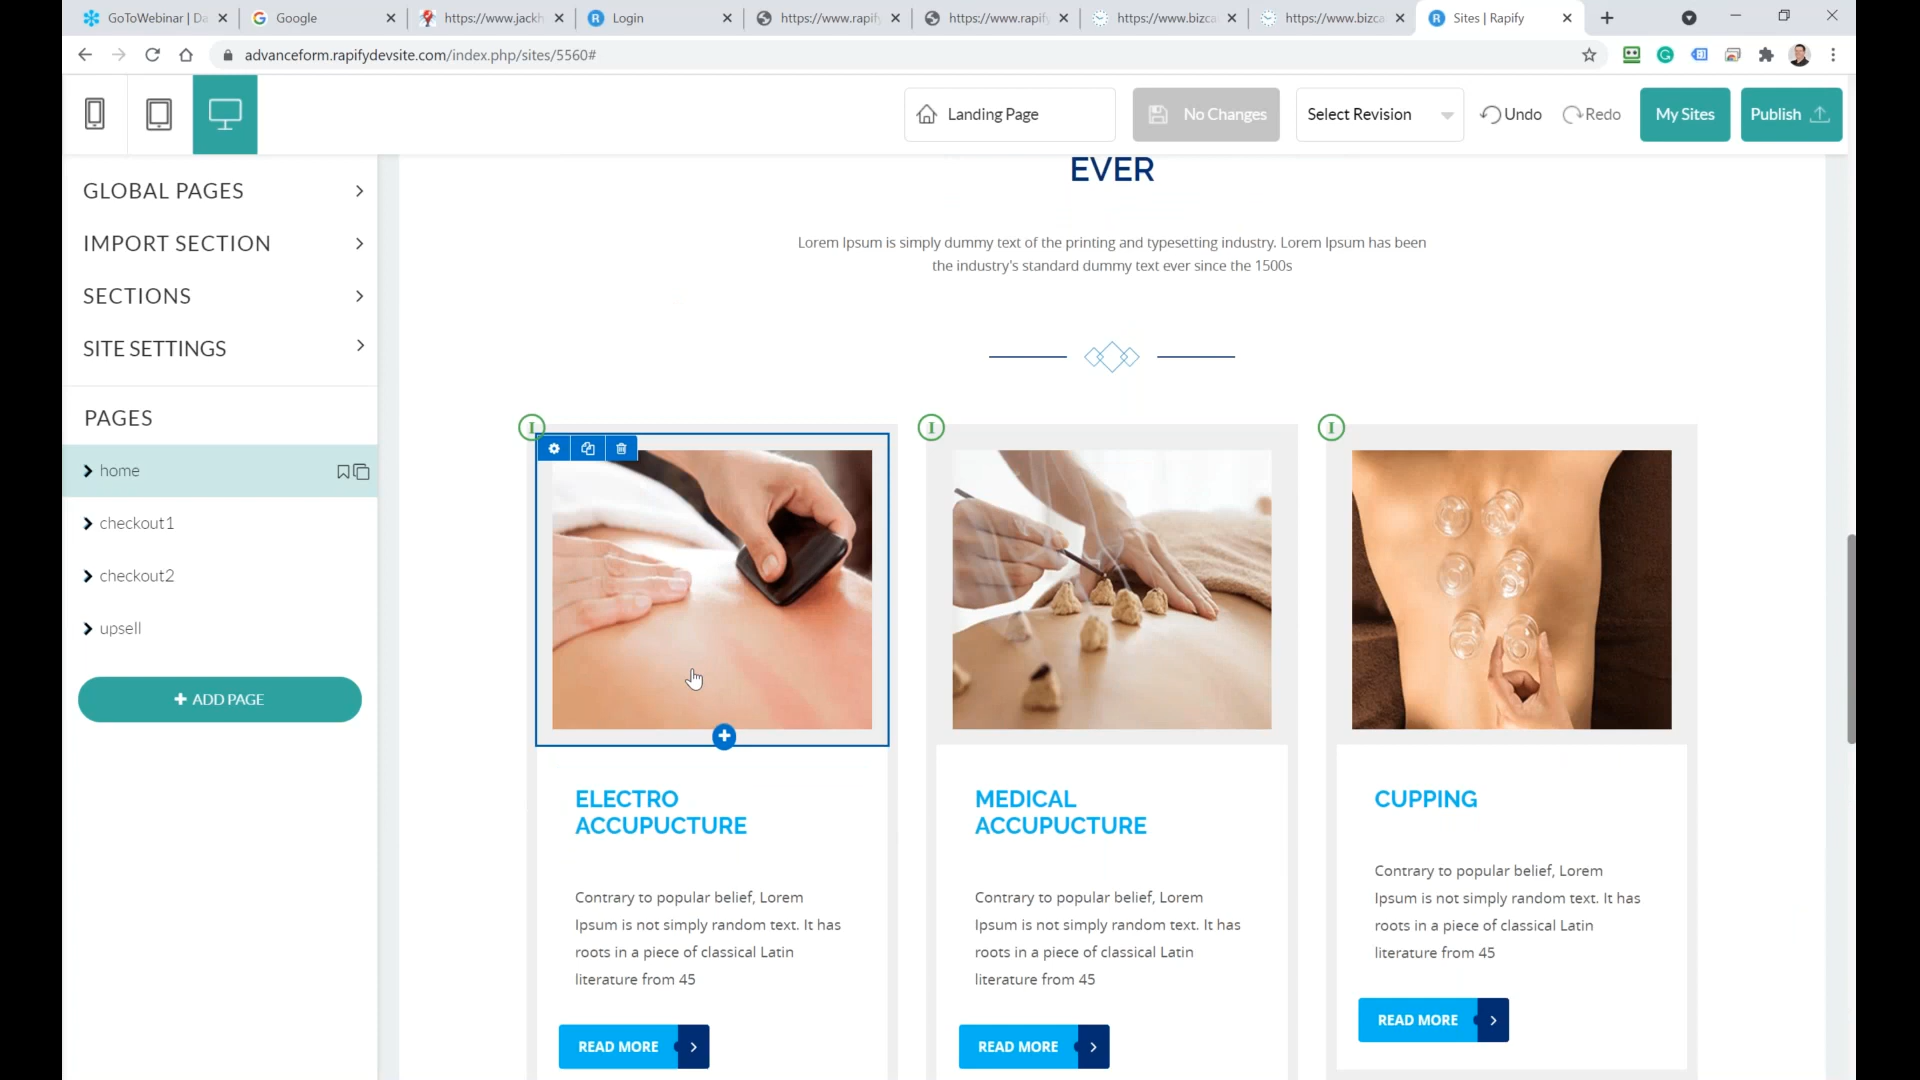 GoToWebinar | Da
Google
https://www.jackh
Login
https://www.rapify
https://www.rapify
https://www.bizca
https://www.bizca
Sites | Rapify
advanceform.rapifydevsite.com/index.php/sites/5560#
Landing Page
No Changes
Select Revision
Undo
Redo
My Sites
Publish
GLOBAL PAGES
IMPORT SECTION
SECTIONS
SITE SETTINGS
PAGES
home
checkout1
checkout2
upsell
+ ADD PAGE
EVER
Lorem Ipsum is simply dummy text of the printing and typesetting industry. Lorem Ipsum has been
the industry's standard dummy text ever since the 1500s
I
I
I
ELECTRO
ACCUPUCTURE
Contrary to popular belief, Lorem
Ipsum is not simply random text. It has
roots in a piece of classical Latin
literature from 45
READ MORE
MEDICAL
ACCUPUCTURE
Contrary to popular belief, Lorem
Ipsum is not simply random text. It has
roots in a piece of classical Latin
literature from 45
READ MORE
CUPPING
Contrary to popular belief, Lorem
Ipsum is not simply random text. It has
roots in a piece of classical Latin
literature from 45
READ MORE